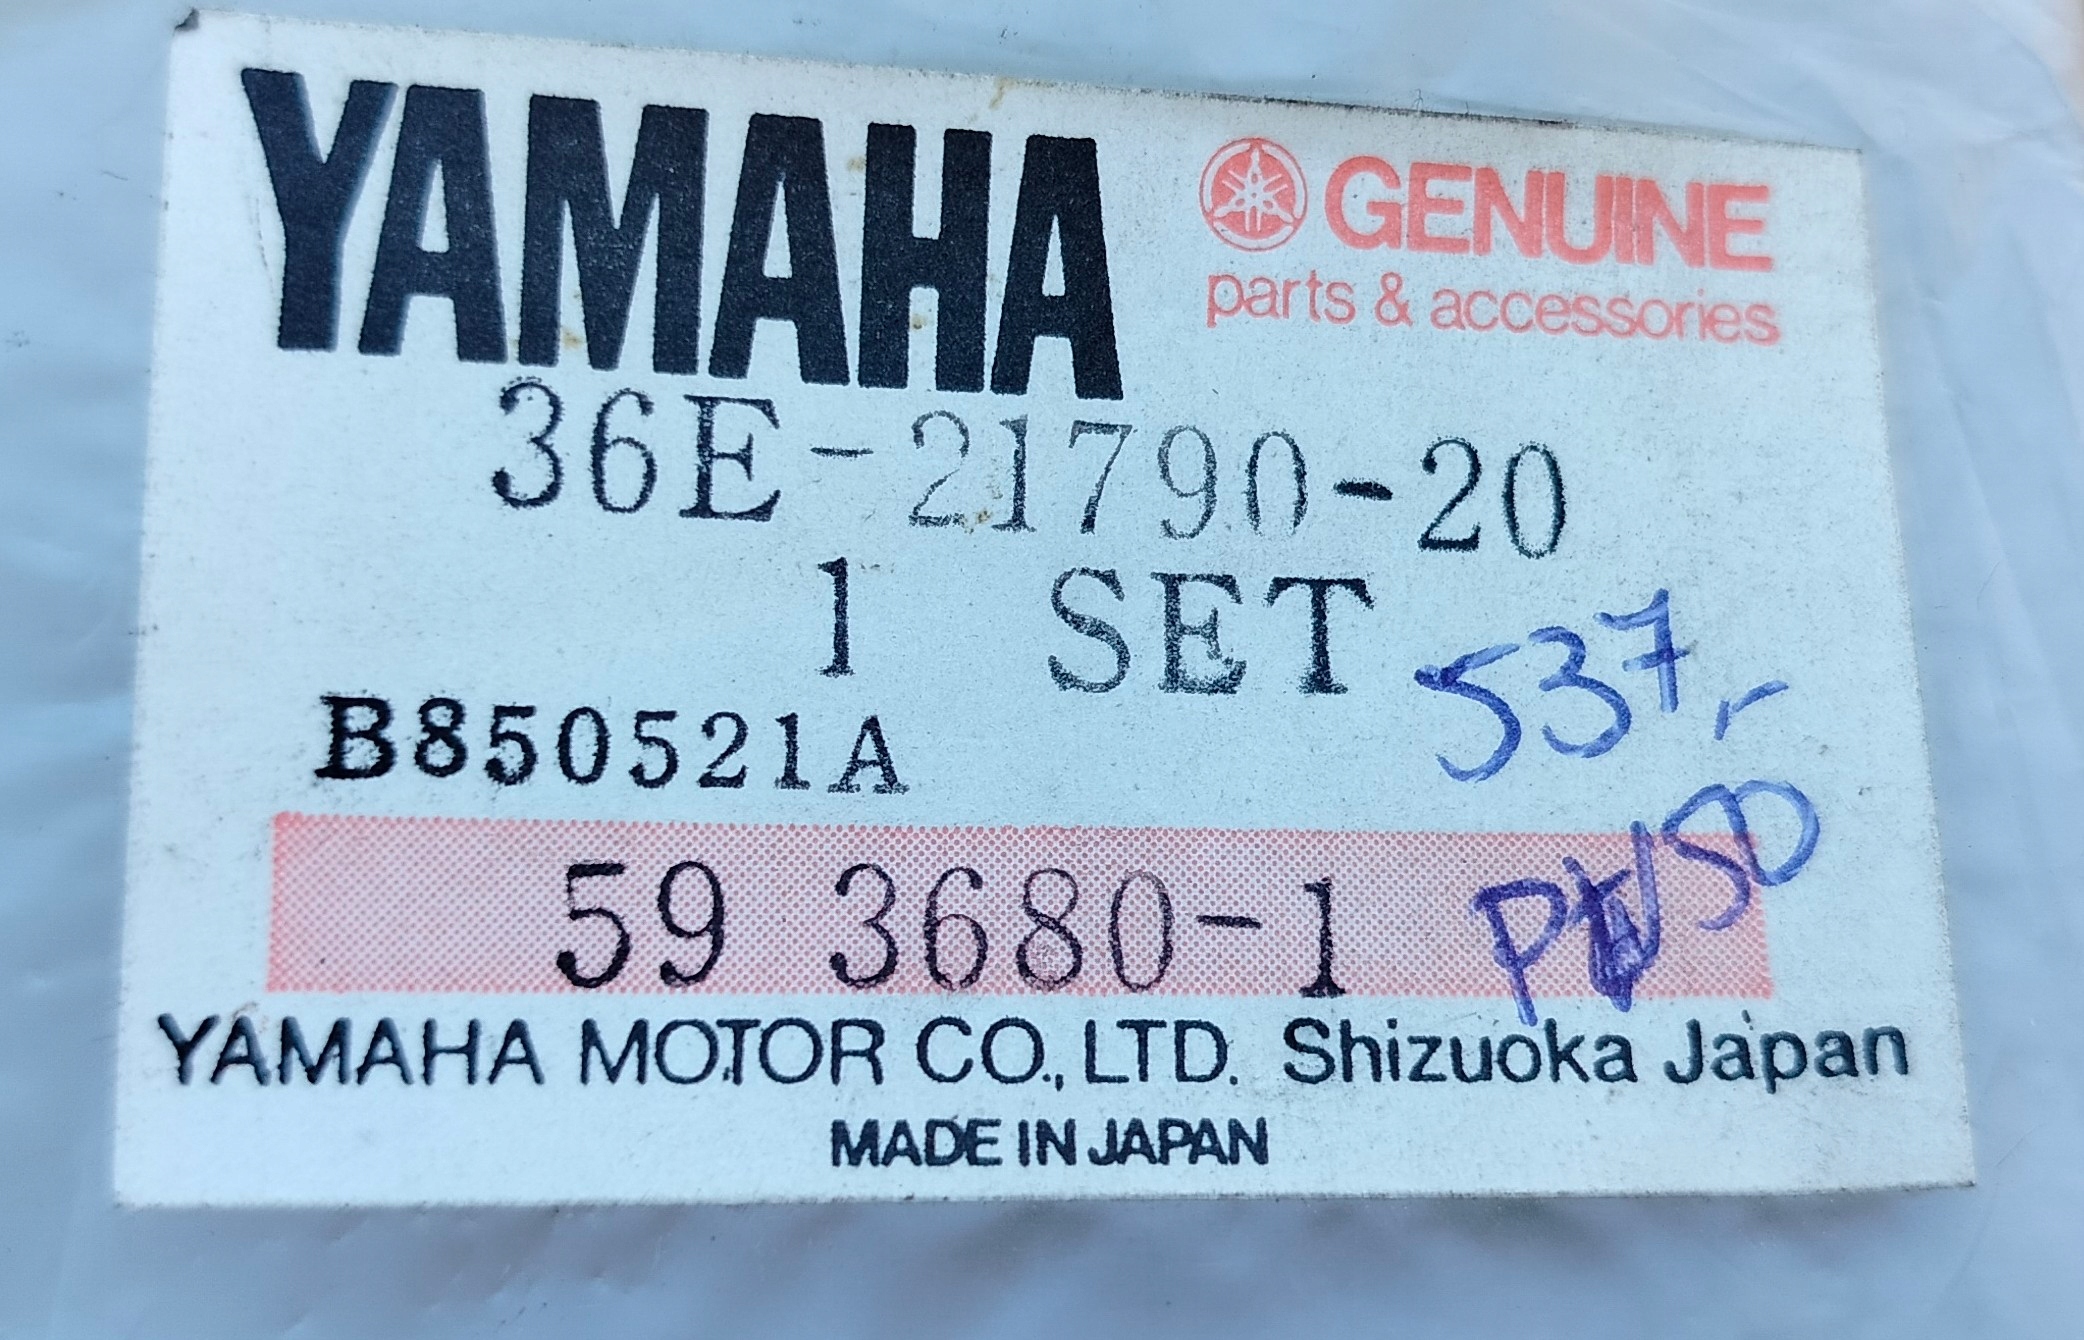 YAMAHA
GENUINE
parts & accessories
36E-21790-20
1 SET
537,-
B850521A
59 3680-1
YAMAHA MOTOR CO., LTD. Shizuoka Japan
MADE IN JAPAN